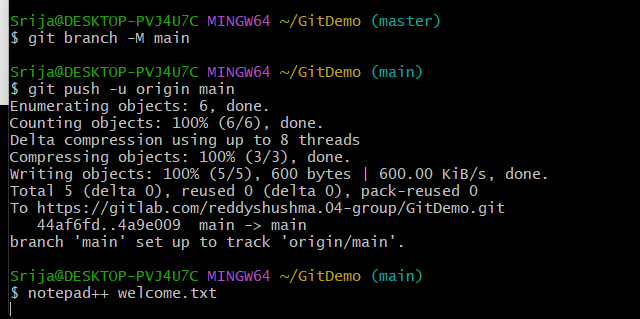 Srija@DESKTOP-PVJ4U7C MINGW64 ~/GitDemo (master)
$ git branch -M main
Srija@DESKTOP-PVJ4U7C MINGW64 ~/GitDemo (main)
$ git push -u origin main
Enumerating objects: 6, done.
Counting objects: 100% (6/6), done.
Delta compression using up to 8 threads
Compressing objects: 100% (3/3), done.
Writing objects: 100% (5/5), 600 bytes | 600.00 KiB/s, done.
Total 5 (delta 0), reused 0 (delta 0), pack-reused 0
To https://gitlab.com/reddyshushma.04-group/GitDemo.git
   44af6fd..4a9e009  main -> main
branch 'main' set up to track 'origin/main'.
Srija@DESKTOP-PVJ4U7C MINGW64 ~/GitDemo (main)
$ notepad++ welcome.txt